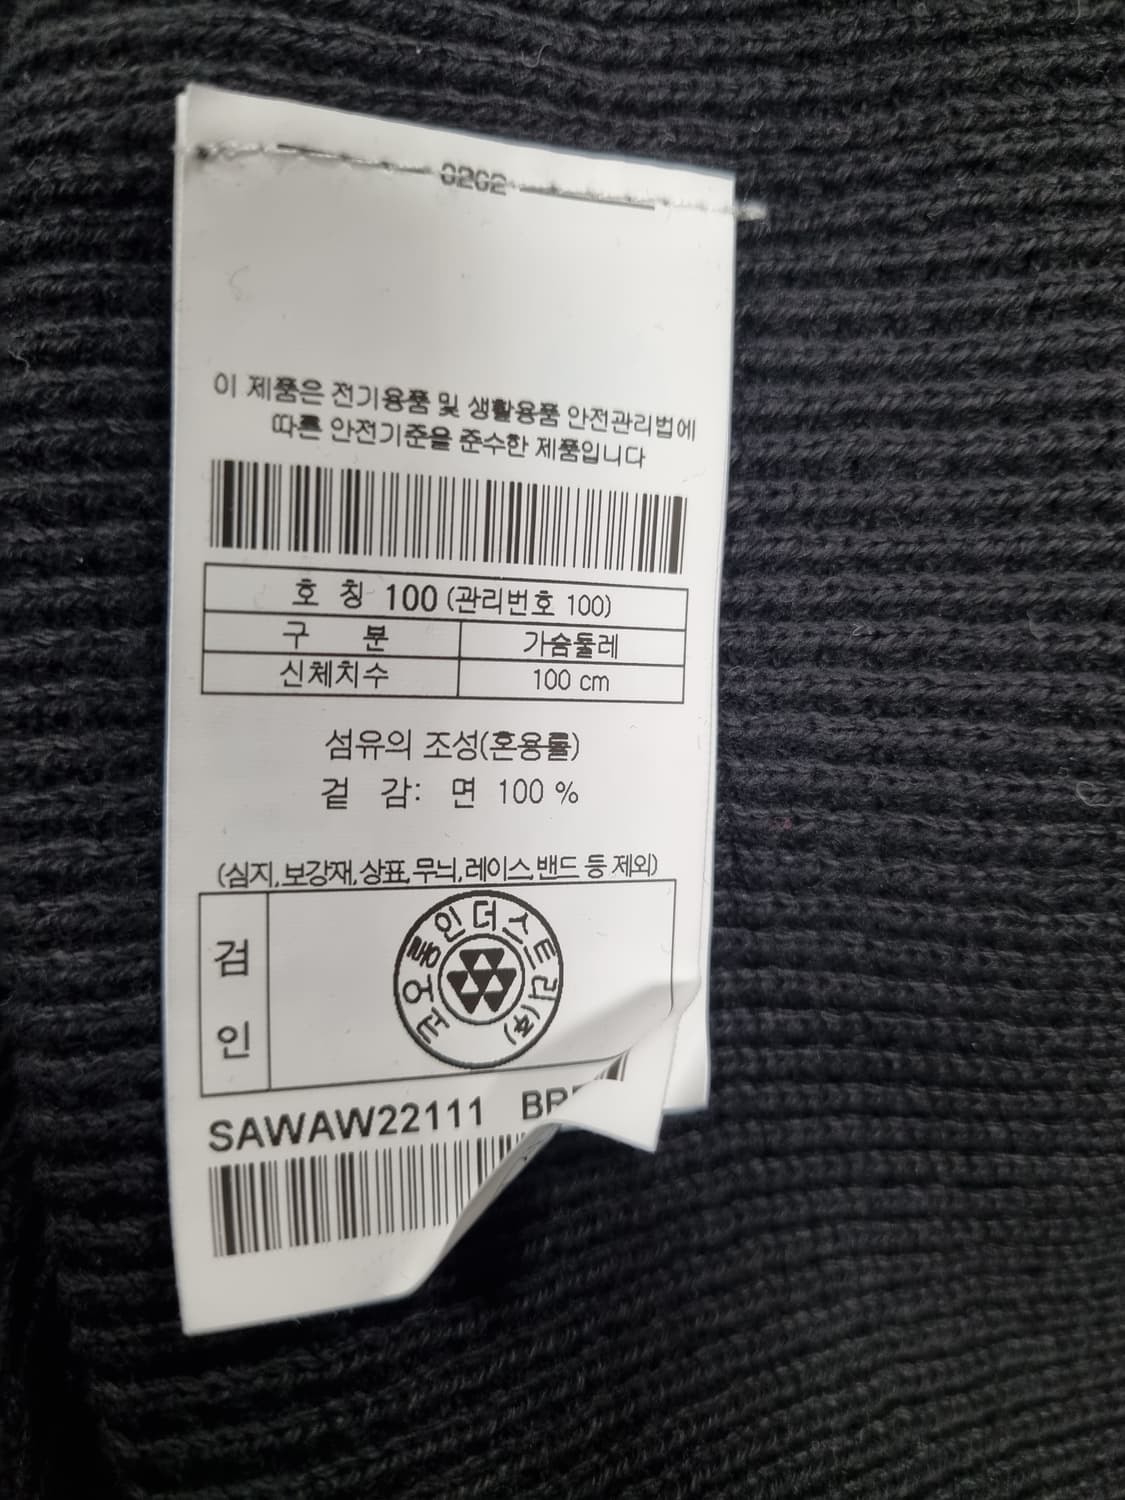 0202
이 제품은 전기용품 및 생활용품 안전관리법에
따른 안전기준을 준수한 제품입니다
호 칭 100 (관리번호 100)
구 분 가슴둘레
신체치수 100 cm
섬유의 조성(혼용률)
겉 감: 면 100 %
(심지,보강재,상표,무늬,레이스,밴드 등 제외)
검
인
코오롱인더스트리(주)
SAWAW22111